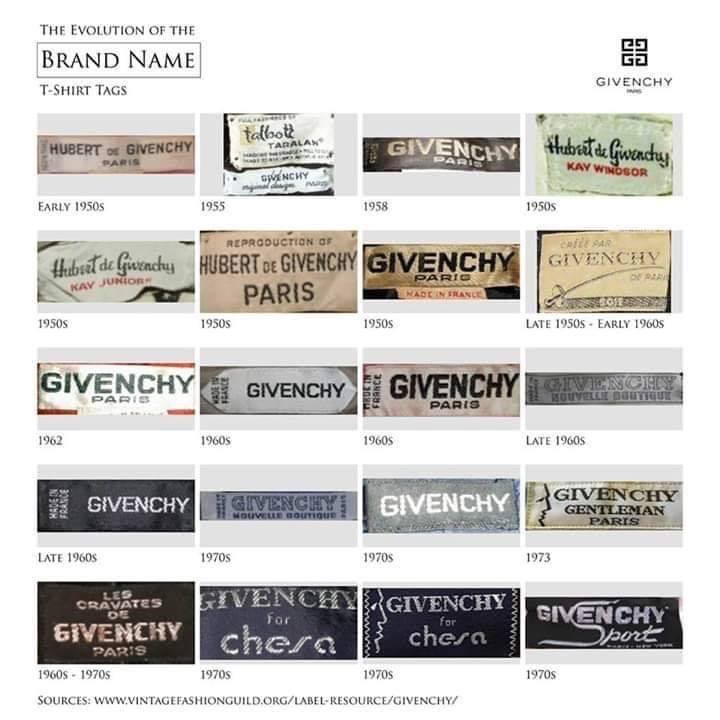 The Evolution of the
Brand Name
T-Shirt Tags
GIVENCHY
PARIS
HUBERT DE GIVENCHY
PARIS
Early 1950s
talbott
TARALAN
GIVENCHY
original design PARIS
1955
GIVENCHY
PARIS
1958
Hubert de Givenchy
KAY WINDSOR
1950s
Hubert de Givenchy
KAY JUNIOR
1950s
REPRODUCTION OF
HUBERT DE GIVENCHY
PARIS
1950s
GIVENCHY
PARIS
MADE IN FRANCE
1950s
CRÉÉE PAR
GIVENCHY
DE PARIS
SOIE
Late 1950s - Early 1960s
GIVENCHY
PARIS
1962
MADE IN
FRANCE
GIVENCHY
1960s
MADE IN
FRANCE
GIVENCHY
PARIS
1960s
GIVENCHY
NOUVELLE BOUTIQUE
Late 1960s
MADE IN
FRANCE
GIVENCHY
Late 1960s
GIVENCHY
NOUVELLE BOUTIQUE
PARIS
1970s
GIVENCHY
1970s
GIVENCHY
GENTLEMAN
PARIS
1973
LES
CRAVATES
DE
GIVENCHY
PARIS
1960s - 1970s
GIVENCHY
for
chesa
1970s
GIVENCHY
for
chesa
1970s
GIVENCHY
Sport
PARIS - NEW YORK
1970s
Sources: www.vintagefashionguild.org/label-resource/givenchy/